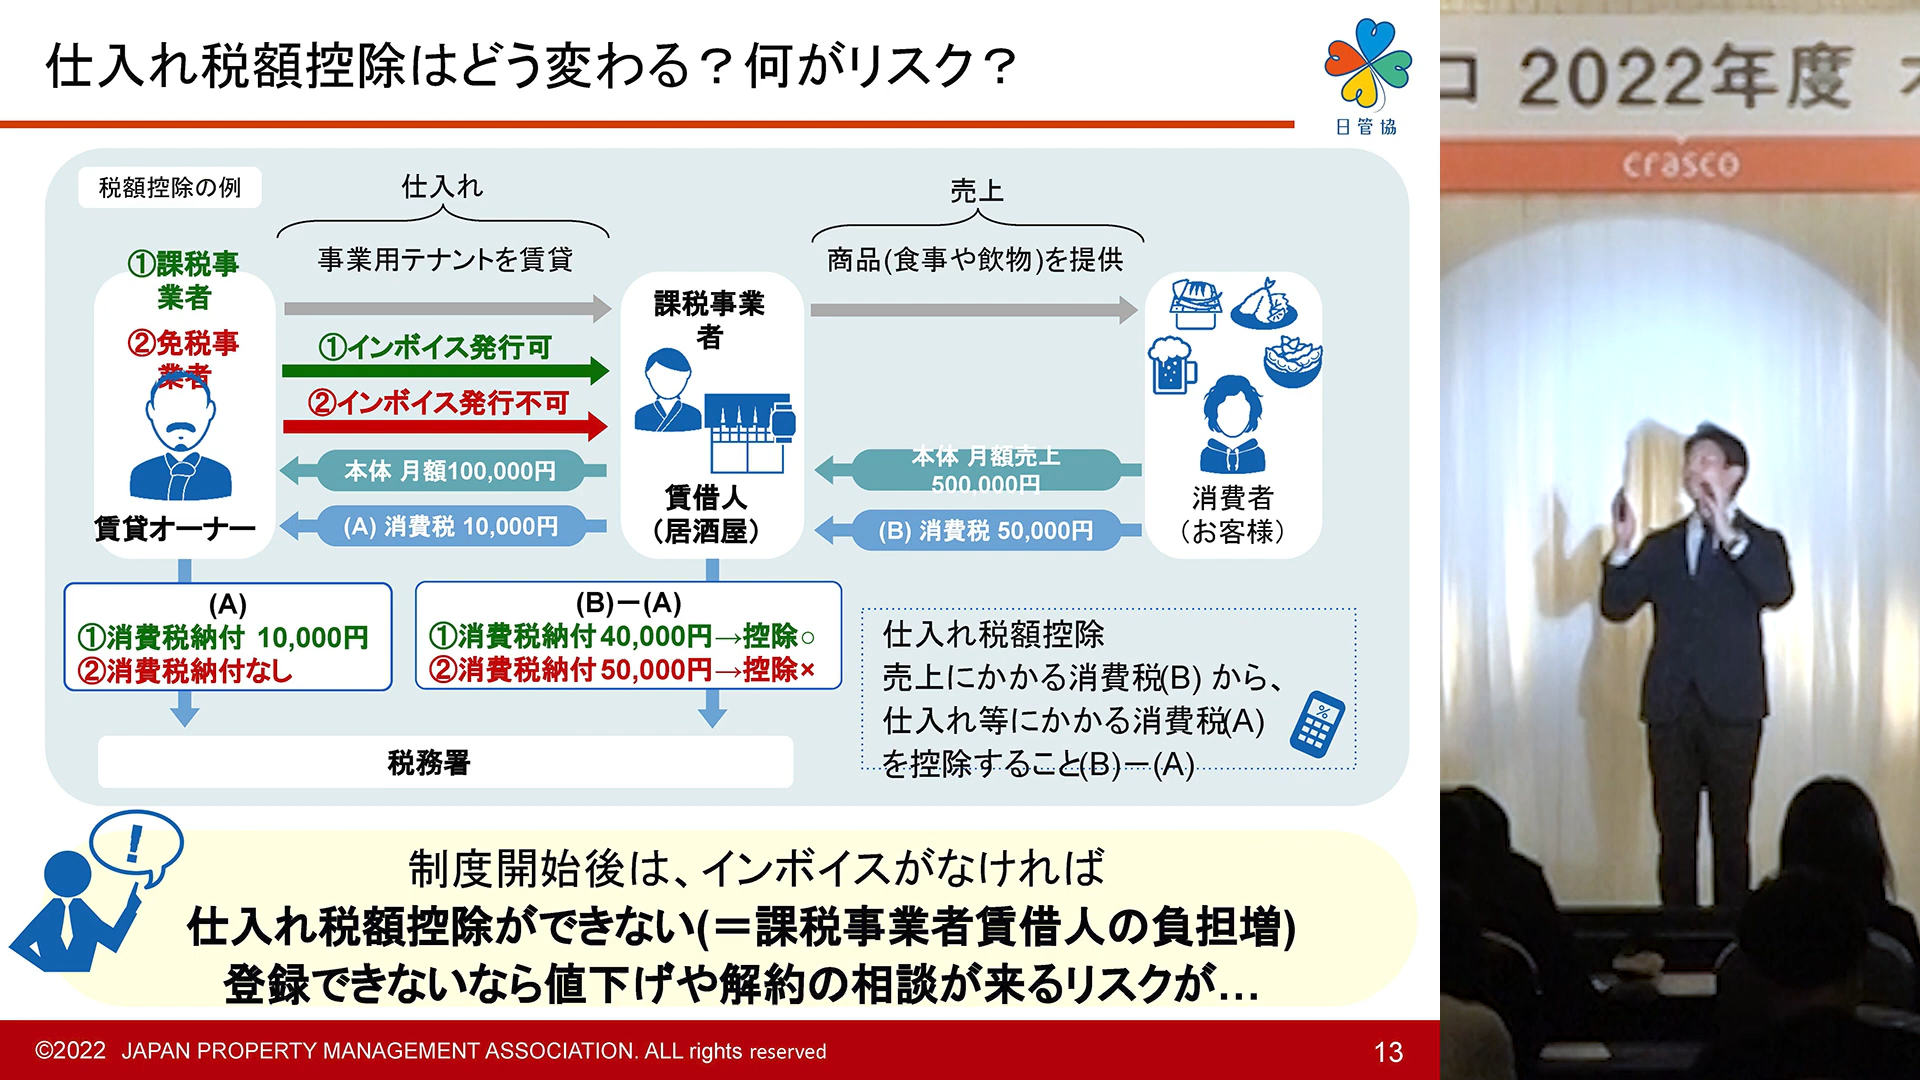 仕入れ税額控除はどう変わる？何がリスク？
日管協
税額控除の例
仕入れ
売上
事業用テナントを賃貸
商品(食事や飲物)を提供
①課税事
業者
②免税事
業者
賃貸オーナー
①インボイス発行可
②インボイス発行不可
本体 月額100,000円
(A) 消費税 10,000円
課税事業
者
賃借人
（居酒屋）
本体 月額売上
500,000円
(B) 消費税 50,000円
消費者
（お客様）
(A)
①消費税納付 10,000円
②消費税納付なし
(B)－(A)
①消費税納付 40,000円→控除○
②消費税納付 50,000円→控除×
税務署
仕入れ税額控除
売上にかかる消費税(B) から、
仕入れ等にかかる消費税(A)
を控除すること(B)－(A)
%
!
制度開始後は、インボイスがなければ
仕入れ税額控除ができない(＝課税事業者賃借人の負担増)
登録できないなら値下げや解約の相談が来るリスクが…
©2022 JAPAN PROPERTY MANAGEMENT ASSOCIATION. ALL rights reserved
13
コ 2022年度
crasco